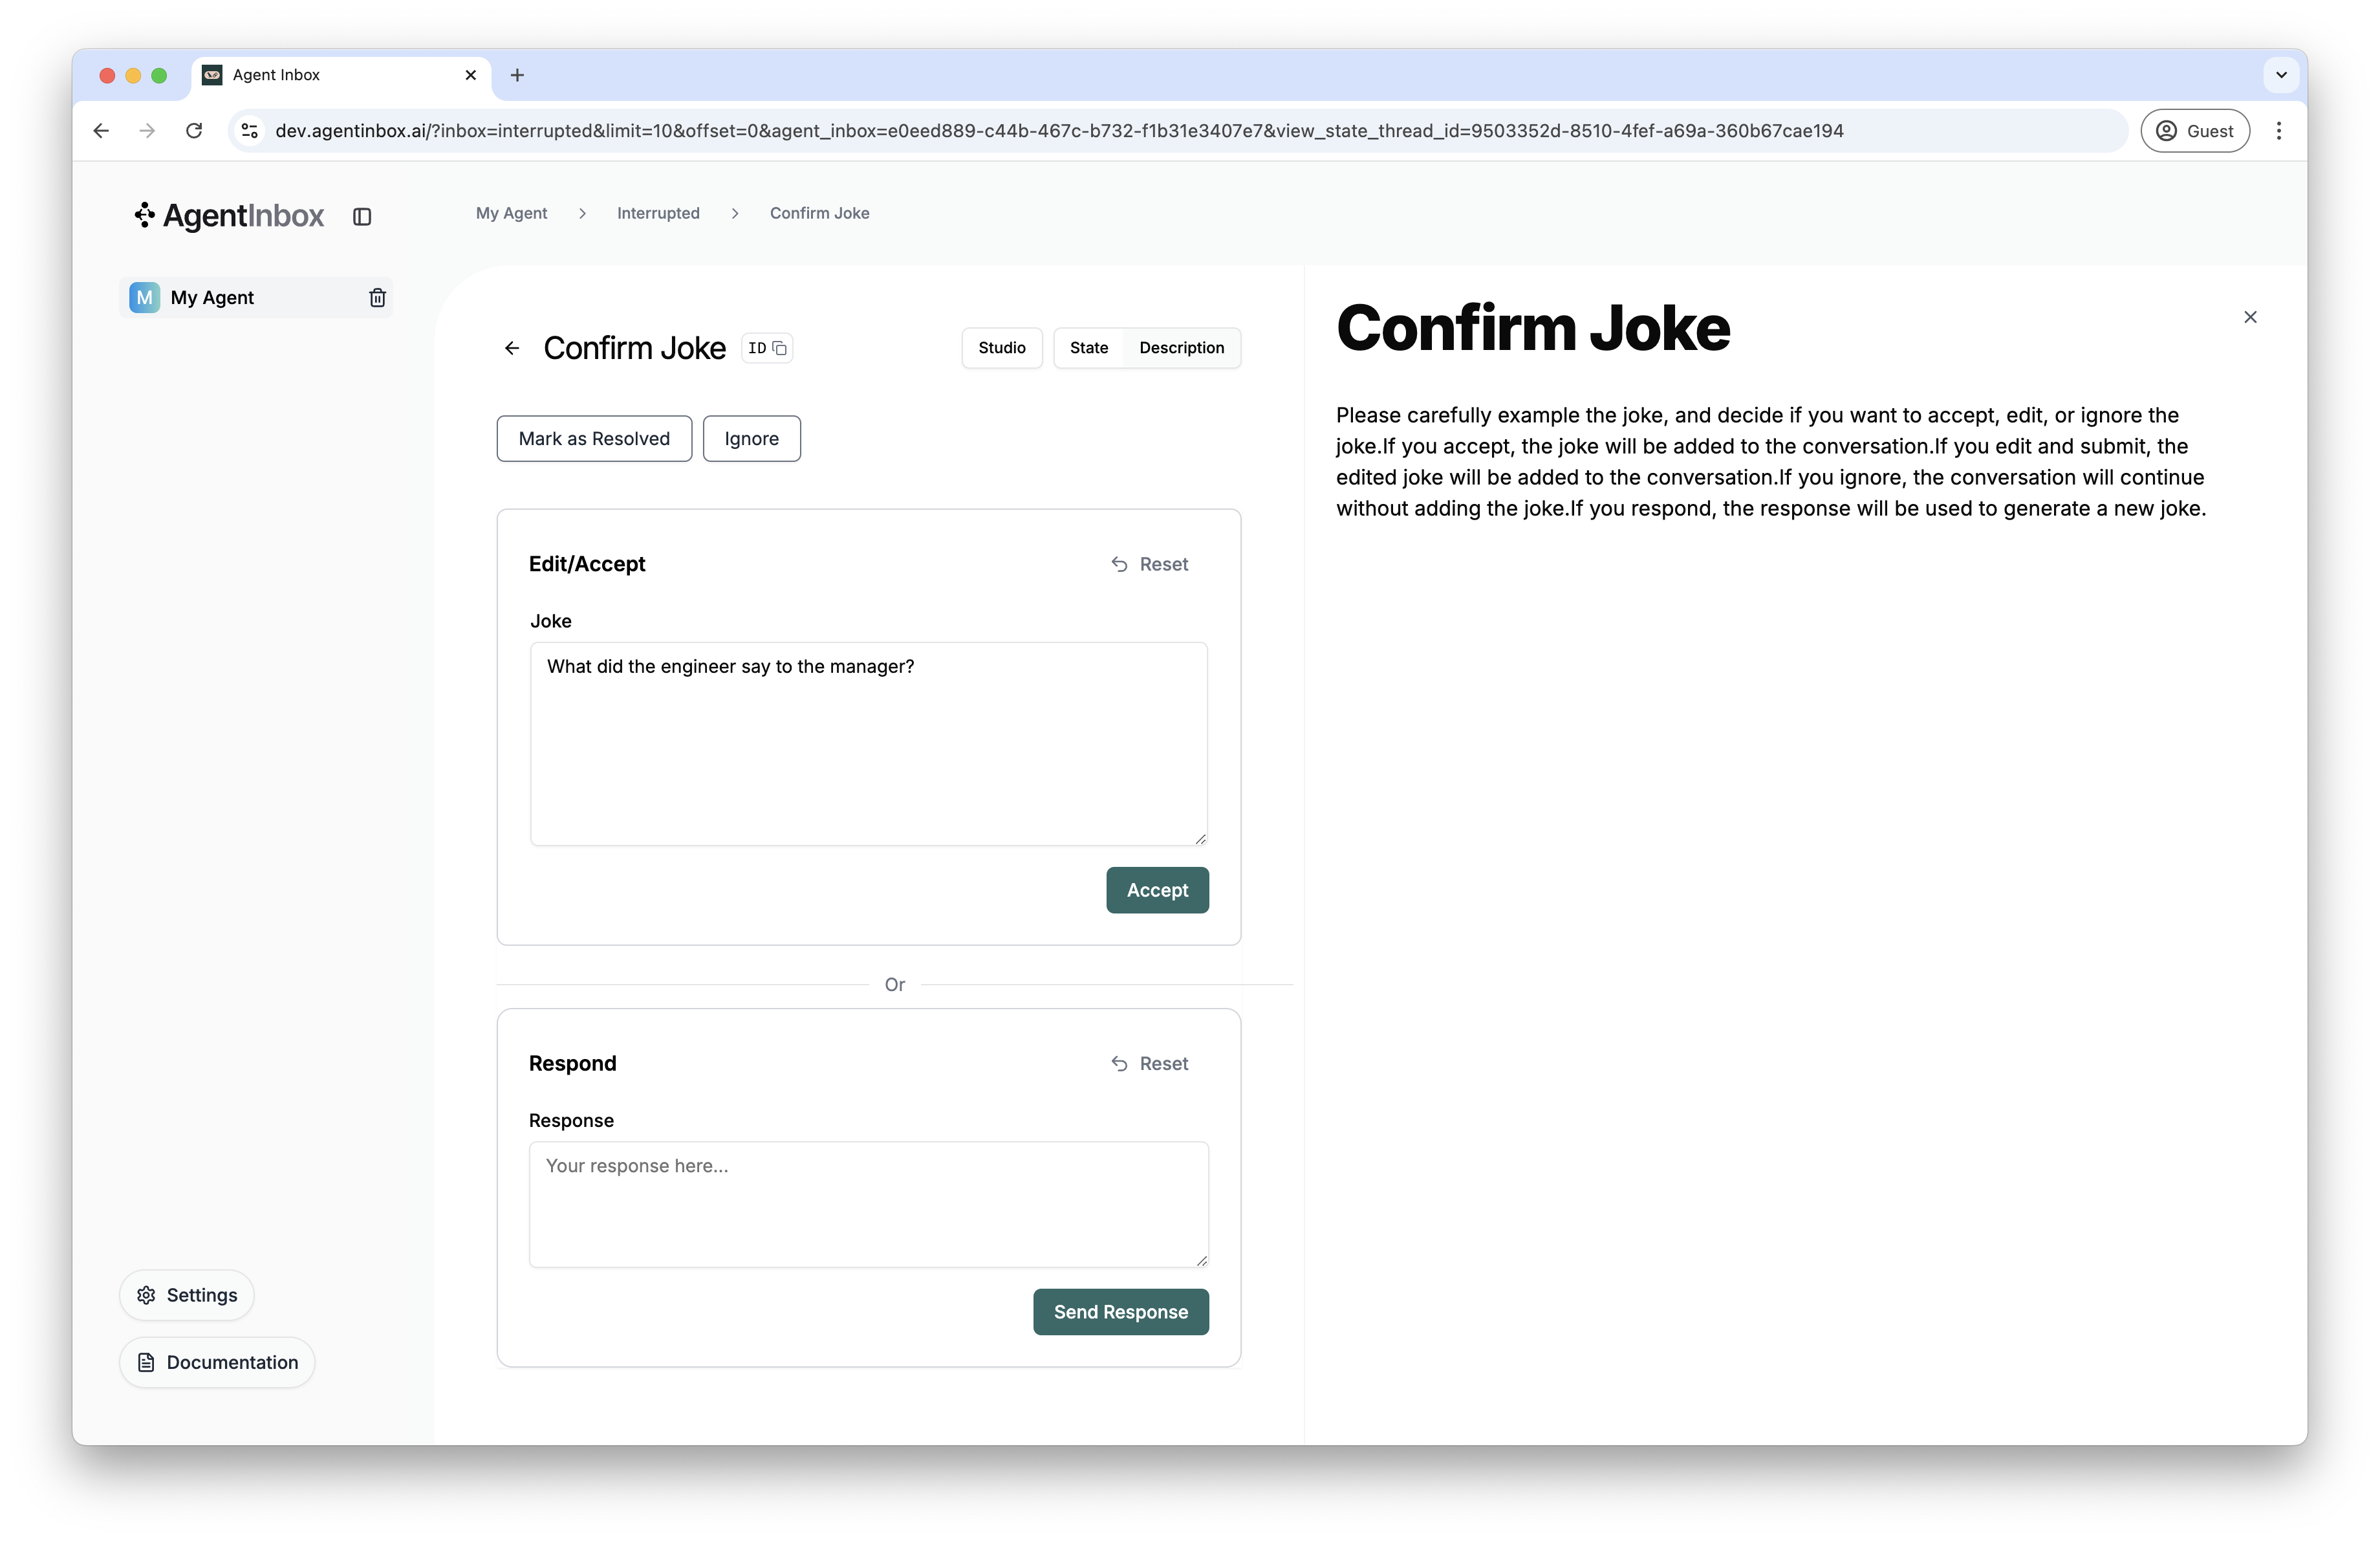 Agent Inbox
dev.agentinbox.ai/?inbox=interrupted&limit=10&offset=0&agent_inbox=e0eed889-c44b-467c-b732-f1b31e3407e7&view_state_thread_id=9503352d-8510-4fef-a69a-360b67cae194
Guest
AgentInbox
My Agent
Interrupted
Confirm Joke
M My Agent
Confirm Joke
ID
Studio
State
Description
Mark as Resolved
Ignore
Edit/Accept
Reset
Joke
What did the engineer say to the manager?
Accept
Or
Respond
Reset
Response
Your response here...
Send Response
Settings
Documentation
Confirm Joke
Please carefully example the joke, and decide if you want to accept, edit, or ignore the
joke.If you accept, the joke will be added to the conversation.If you edit and submit, the
edited joke will be added to the conversation.If you ignore, the conversation will continue
without adding the joke.If you respond, the response will be used to generate a new joke.